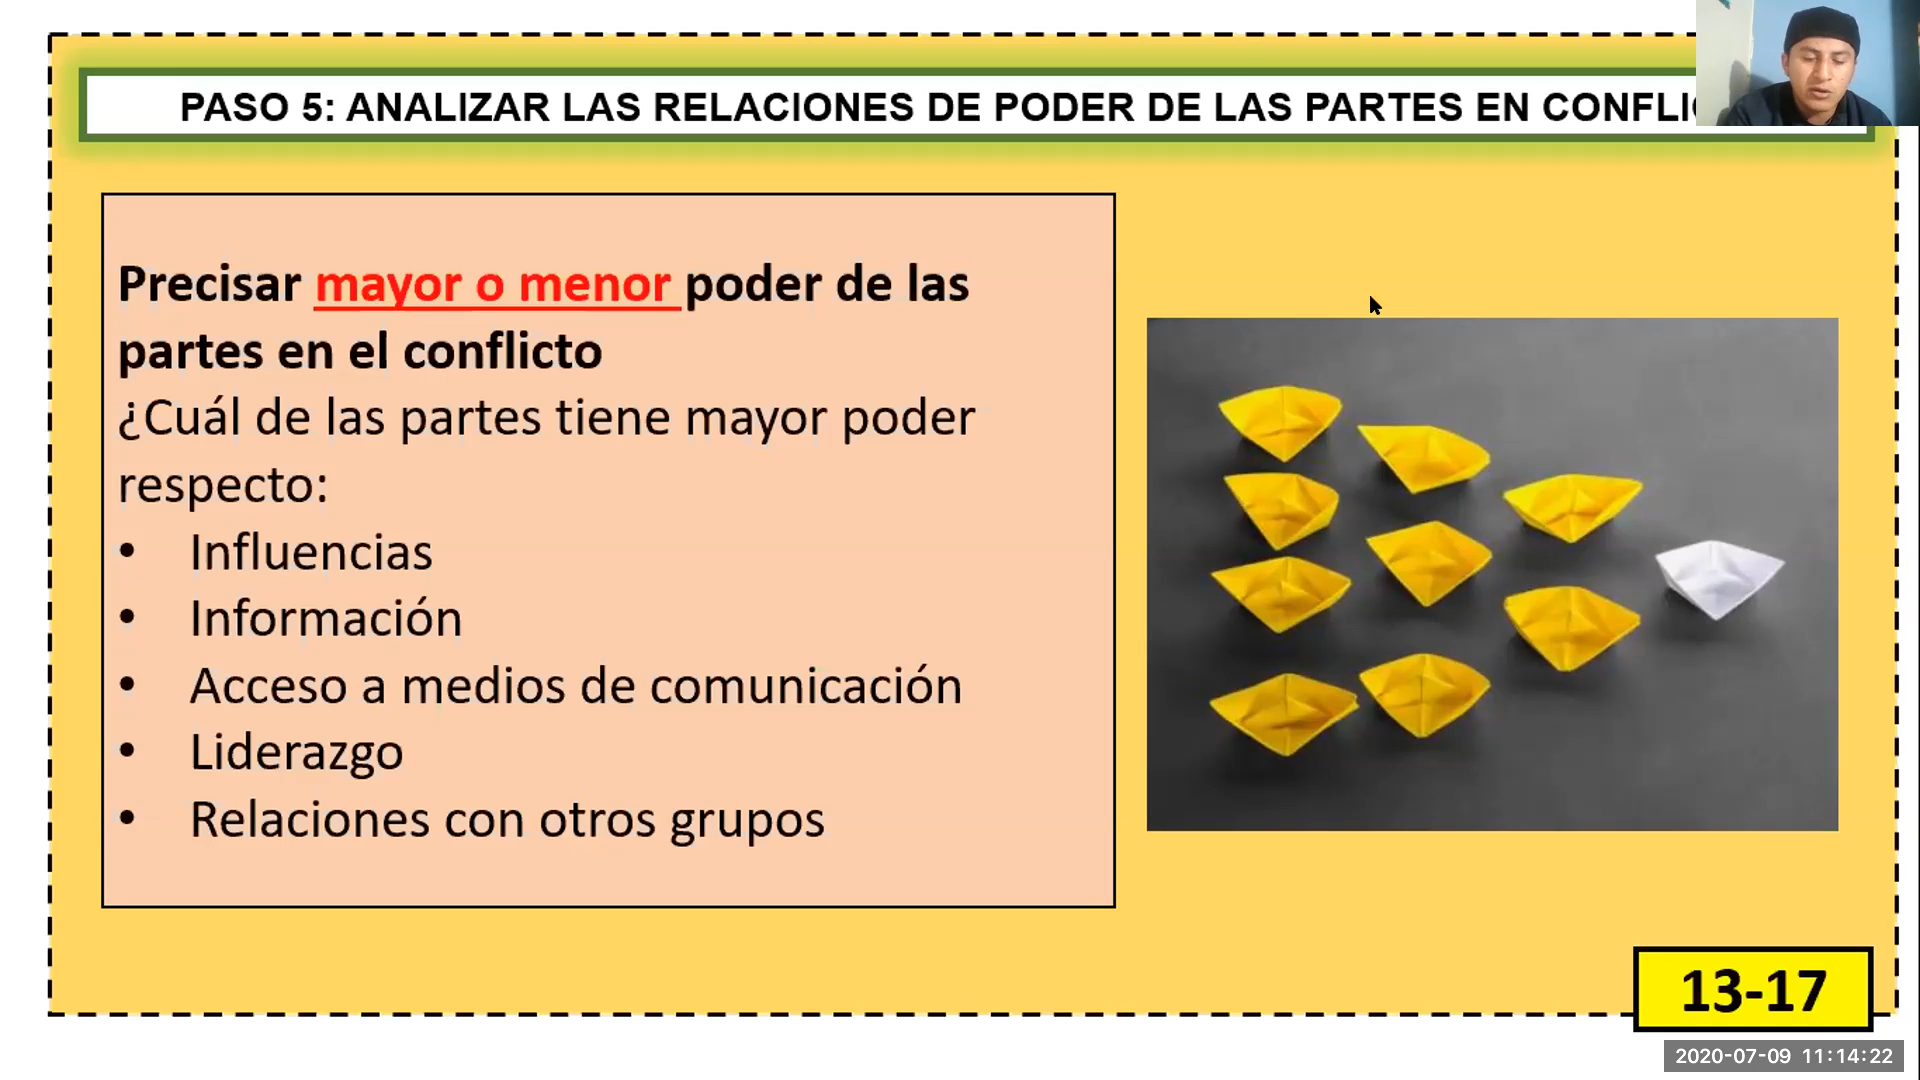 PASO 5: ANALIZAR LAS RELACIONES DE PODER DE LAS PARTES EN
Precisar mayor o menor poder de las
partes en el conflicto
¿Cuál de las partes tiene mayor poder
respecto:
• Influencias
• Información
• Acceso a medios de comunicación
• Liderazgo
• Relaciones con otros grupos
13-17
2020-07-09 11:14:22